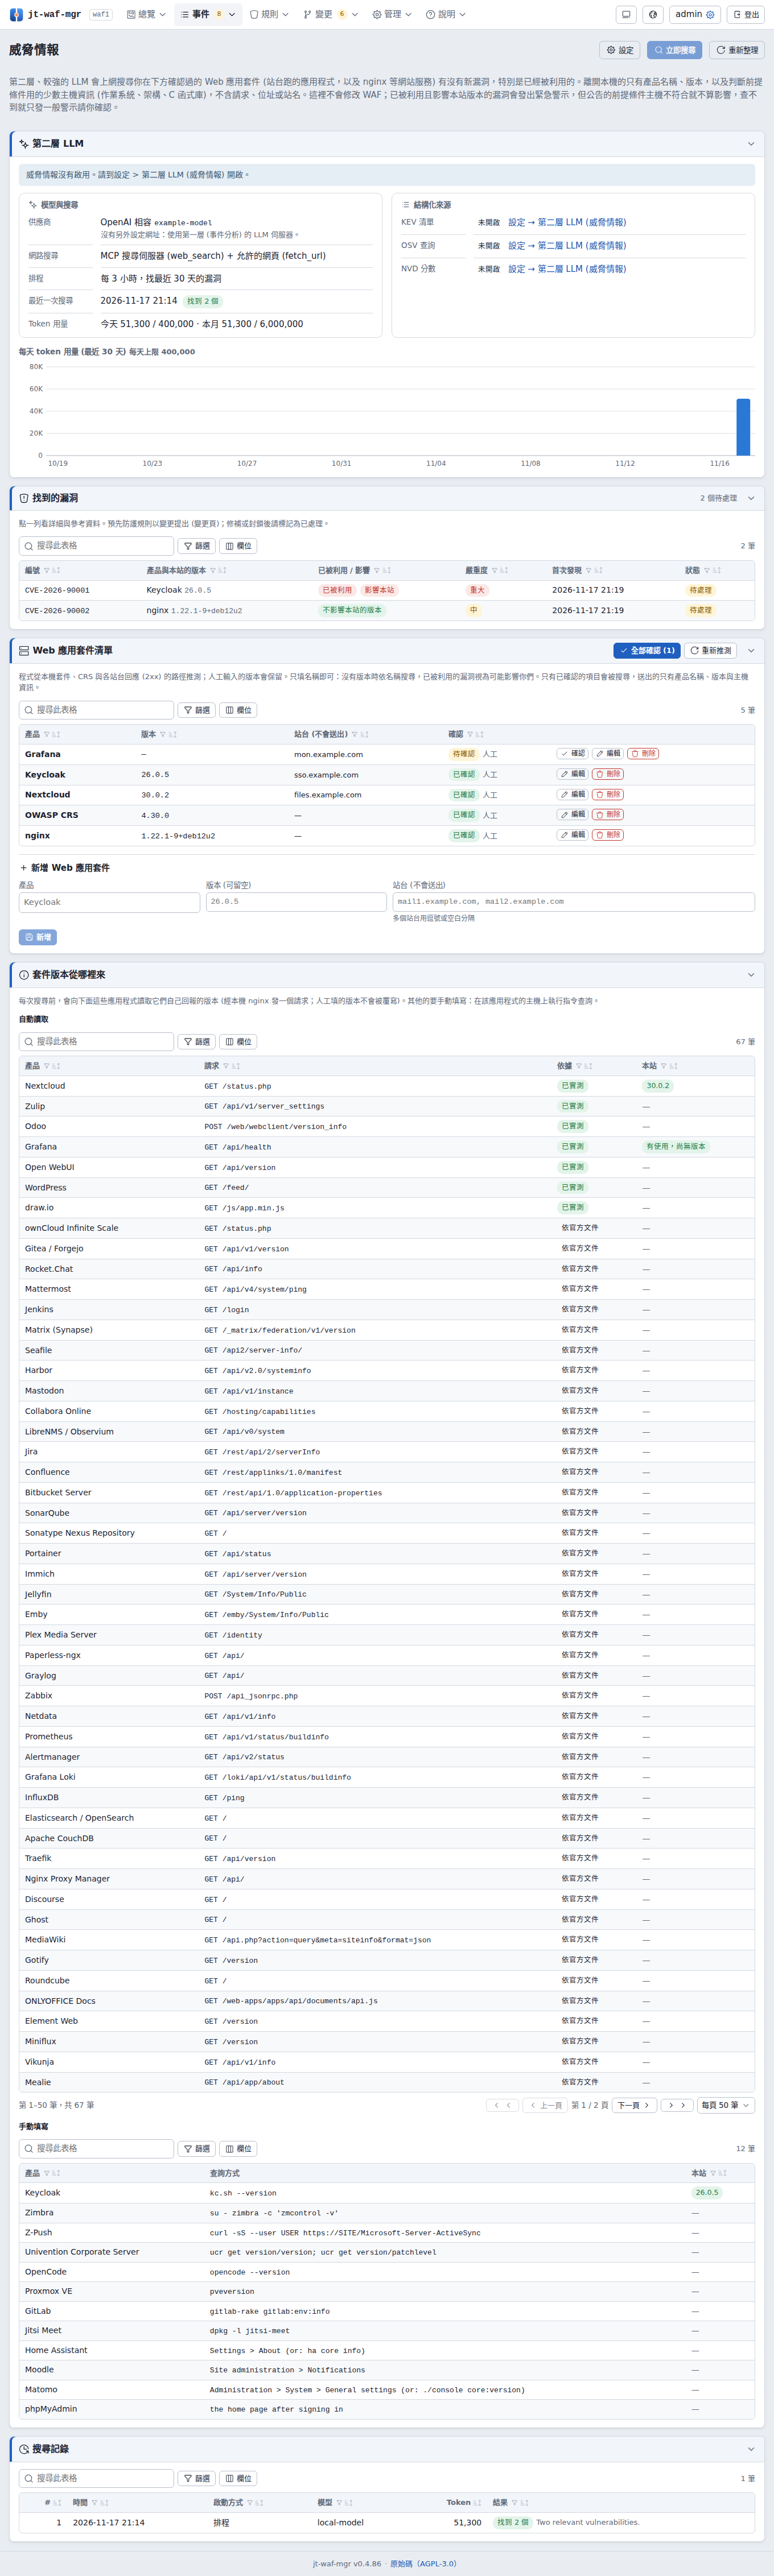 jt-waf-mgr waf1 總覽 事件 8 規則 變更 6 管理 說明 admin 登出
威脅情報 設定 立即搜尋 重新整理
第二層、較強的 LLM 會上網搜尋你在下方確認過的 Web 應用套件 (站台跑的應用程式，以及 nginx 等網站服務) 有沒有新漏洞，特別是已經被利用的。離開本機的只有產品名稱、版本，以及判斷前提
條件用的少數主機資訊 (作業系統、架構、C 函式庫)，不含請求、位址或站名。這裡不會修改 WAF；已被利用且影響本站版本的漏洞會發出緊急警示，但公告的前提條件主機不符合就不算影響，查不
到就只發一般警示請你確認。
第二層 LLM
威脅情報沒有啟用。請到設定 > 第二層 LLM (威脅情報) 開啟。
模型與搜尋
供應商 OpenAI 相容 example-model
沒有另外設定網址：使用第一層 (事件分析) 的 LLM 伺服器。
網路搜尋 MCP 搜尋伺服器 (web_search) + 允許的網頁 (fetch_url)
排程 每 3 小時，找最近 30 天的漏洞
最近一次搜尋 2026-11-17 21:14 找到 2 個
Token 用量 今天 51,300 / 400,000 · 本月 51,300 / 6,000,000
結構化來源
KEV 清單 未開啟 設定 → 第二層 LLM (威脅情報)
OSV 查詢 未開啟 設定 → 第二層 LLM (威脅情報)
NVD 分數 未開啟 設定 → 第二層 LLM (威脅情報)
每天 token 用量 (最近 30 天) 每天上限 400,000
80K
60K
40K
20K
0
10/19 10/23 10/27 10/31 11/04 11/08 11/12 11/16
找到的漏洞 2 個待處理
點一列看詳細與參考資料。預先防護規則以變更提出 (變更頁)；修補或封鎖後請標記為已處理。
搜尋此表格 篩選 欄位 2 筆
編號 產品與本站的版本 已被利用 / 影響 嚴重度 首次發現 狀態
CVE-2026-90001 Keycloak 26.0.5 已被利用 影響本站 重大 2026-11-17 21:19 待處理
CVE-2026-90002 nginx 1.22.1-9+deb12u2 不影響本站的版本 中 2026-11-17 21:19 待處理
Web 應用套件清單 全部確認 (1) 重新推測
程式從本機套件、CRS 與各站台回應 (2xx) 的路徑推測；人工輸入的版本會保留。只填名稱即可：沒有版本時依名稱搜尋，已被利用的漏洞視為可能影響你們。只有已確認的項目會被搜尋，送出的只有產品名稱、版本與主機
資訊。
搜尋此表格 篩選 欄位 5 筆
產品 版本 站台 (不會送出) 確認
Grafana — mon.example.com 待確認 人工 確認 編輯 刪除
Keycloak 26.0.5 sso.example.com 已確認 人工 編輯 刪除
Nextcloud 30.0.2 files.example.com 已確認 人工 編輯 刪除
OWASP CRS 4.30.0 — 已確認 人工 編輯 刪除
nginx 1.22.1-9+deb12u2 — 已確認 人工 編輯 刪除
新增 Web 應用套件
產品 版本 (可留空) 站台 (不會送出)
Keycloak 26.0.5 mail1.example.com, mail2.example.com
多個站台用逗號或空白分隔
新增
套件版本從哪裡來
每次搜尋前，會向下面這些應用程式讀取它們自己回報的版本 (經本機 nginx 發一個請求；人工填的版本不會被覆寫)。其他的要手動填寫：在該應用程式的主機上執行指令查詢。
自動讀取
搜尋此表格 篩選 欄位 67 筆
產品 請求 依據 本站
Nextcloud GET /status.php 已實測 30.0.2
Zulip GET /api/v1/server_settings 已實測 —
Odoo POST /web/webclient/version_info 已實測 —
Grafana GET /api/health 已實測 有使用，尚無版本
Open WebUI GET /api/version 已實測 —
WordPress GET /feed/ 已實測 —
draw.io GET /js/app.min.js 已實測 —
ownCloud Infinite Scale GET /status.php 依官方文件 —
Gitea / Forgejo GET /api/v1/version 依官方文件 —
Rocket.Chat GET /api/info 依官方文件 —
Mattermost GET /api/v4/system/ping 依官方文件 —
Jenkins GET /login 依官方文件 —
Matrix (Synapse) GET /_matrix/federation/v1/version 依官方文件 —
Seafile GET /api2/server-info/ 依官方文件 —
Harbor GET /api/v2.0/systeminfo 依官方文件 —
Mastodon GET /api/v1/instance 依官方文件 —
Collabora Online GET /hosting/capabilities 依官方文件 —
LibreNMS / Observium GET /api/v0/system 依官方文件 —
Jira GET /rest/api/2/serverInfo 依官方文件 —
Confluence GET /rest/applinks/1.0/manifest 依官方文件 —
Bitbucket Server GET /rest/api/1.0/application-properties 依官方文件 —
SonarQube GET /api/server/version 依官方文件 —
Sonatype Nexus Repository GET / 依官方文件 —
Portainer GET /api/status 依官方文件 —
Immich GET /api/server/version 依官方文件 —
Jellyfin GET /System/Info/Public 依官方文件 —
Emby GET /emby/System/Info/Public 依官方文件 —
Plex Media Server GET /identity 依官方文件 —
Paperless-ngx GET /api/ 依官方文件 —
Graylog GET /api/ 依官方文件 —
Zabbix POST /api_jsonrpc.php 依官方文件 —
Netdata GET /api/v1/info 依官方文件 —
Prometheus GET /api/v1/status/buildinfo 依官方文件 —
Alertmanager GET /api/v2/status 依官方文件 —
Grafana Loki GET /loki/api/v1/status/buildinfo 依官方文件 —
InfluxDB GET /ping 依官方文件 —
Elasticsearch / OpenSearch GET / 依官方文件 —
Apache CouchDB GET / 依官方文件 —
Traefik GET /api/version 依官方文件 —
Nginx Proxy Manager GET /api/ 依官方文件 —
Discourse GET / 依官方文件 —
Ghost GET / 依官方文件 —
MediaWiki GET /api.php?action=query&meta=siteinfo&format=json 依官方文件 —
Gotify GET /version 依官方文件 —
Roundcube GET / 依官方文件 —
ONLYOFFICE Docs GET /web-apps/apps/api/documents/api.js 依官方文件 —
Element Web GET /version 依官方文件 —
Miniflux GET /version 依官方文件 —
Vikunja GET /api/v1/info 依官方文件 —
Mealie GET /api/app/about 依官方文件 —
第 1–50 筆，共 67 筆 上一頁 第 1 / 2 頁 下一頁 每頁 50 筆
手動填寫
搜尋此表格 篩選 欄位 12 筆
產品 查詢方式 本站
Keycloak kc.sh --version 26.0.5
Zimbra su - zimbra -c 'zmcontrol -v' —
Z-Push curl -sS --user USER https://SITE/Microsoft-Server-ActiveSync —
Univention Corporate Server ucr get version/version; ucr get version/patchlevel —
OpenCode opencode --version —
Proxmox VE pveversion —
GitLab gitlab-rake gitlab:env:info —
Jitsi Meet dpkg -l jitsi-meet —
Home Assistant Settings > About (or: ha core info) —
Moodle Site administration > Notifications —
Matomo Administration > System > General settings (or: ./console core:version) —
phpMyAdmin the home page after signing in —
搜尋記錄
搜尋此表格 篩選 欄位 1 筆
# 時間 啟動方式 模型 Token 結果
1 2026-11-17 21:14 排程 local-model 51,300 找到 2 個 Two relevant vulnerabilities.
jt-waf-mgr v0.4.86 · 原始碼（AGPL-3.0）